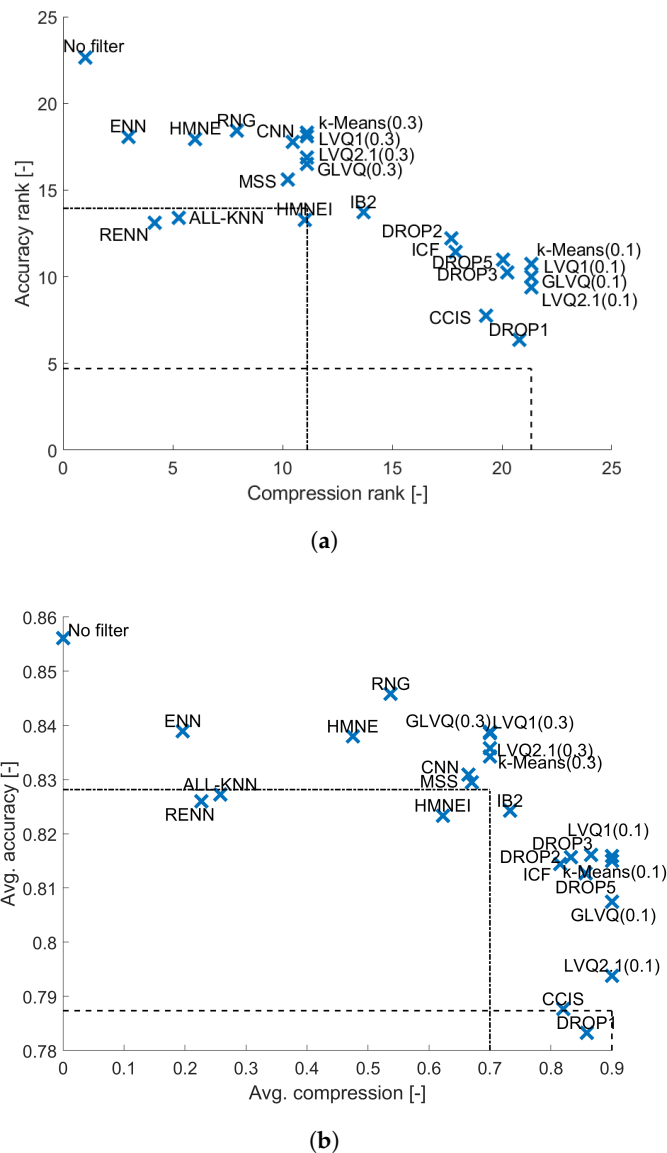 25
No filter
20
RNG
k-Means(0.3)
ENN
HMNE
CNN
LVQ1(0.3)
LVQ2.1(0.3)
GLVQ(0.3)
MSS
15
HMNEI
IB2
ALL-KNN
RENN
DROP2
ICF
k-Means(0.1)
DROP5
LVQ1(0.1)
DROP3
GLVQ(0.1)
LVQ2.1(0.1)
10
CCIS
DROP1
5
0
Accuracy rank [-]
0 5 10 15 20 25
Compression rank [-]
(a)
0.86
No filter
0.85
RNG
ENN
GLVQ(0.3)
LVQ1(0.3)
0.84
HMNE
LVQ2.1(0.3)
CNN
k-Means(0.3)
MSS
0.83
ALL-KNN
RENN
HMNEI
IB2
0.82
LVQ1(0.1)
DROP3
DROP2
ICF
k-Means(0.1)
DROP5
0.81
GLVQ(0.1)
0.8
LVQ2.1(0.1)
0.79
CCIS
DROP1
0.78
Avg. accuracy [-]
0 0.1 0.2 0.3 0.4 0.5 0.6 0.7 0.8 0.9
Avg. compression [-]
(b)